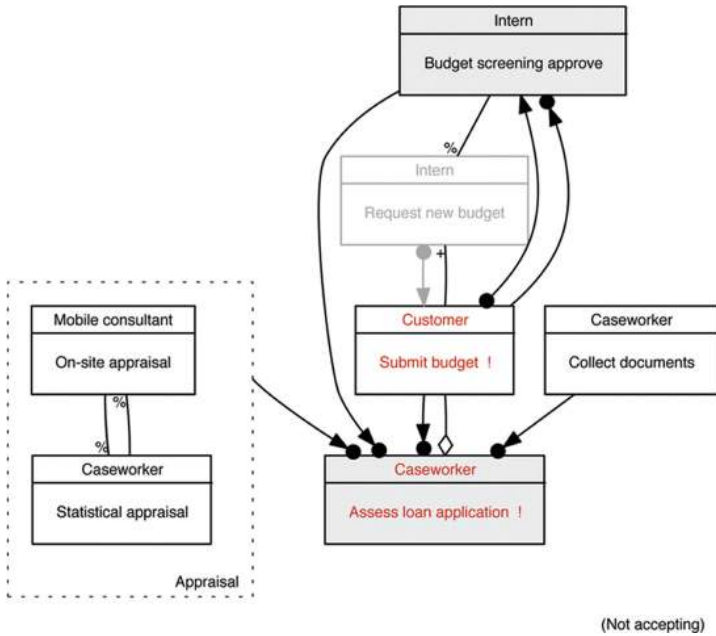 Intern
Budget screening approve
%
Intern
Request new budget
+
Mobile consultant
On-site appraisal
%
%
Caseworker
Statistical appraisal
Appraisal
Customer
Submit budget !
Caseworker
Collect documents
Caseworker
Assess loan application !
(Not accepting)